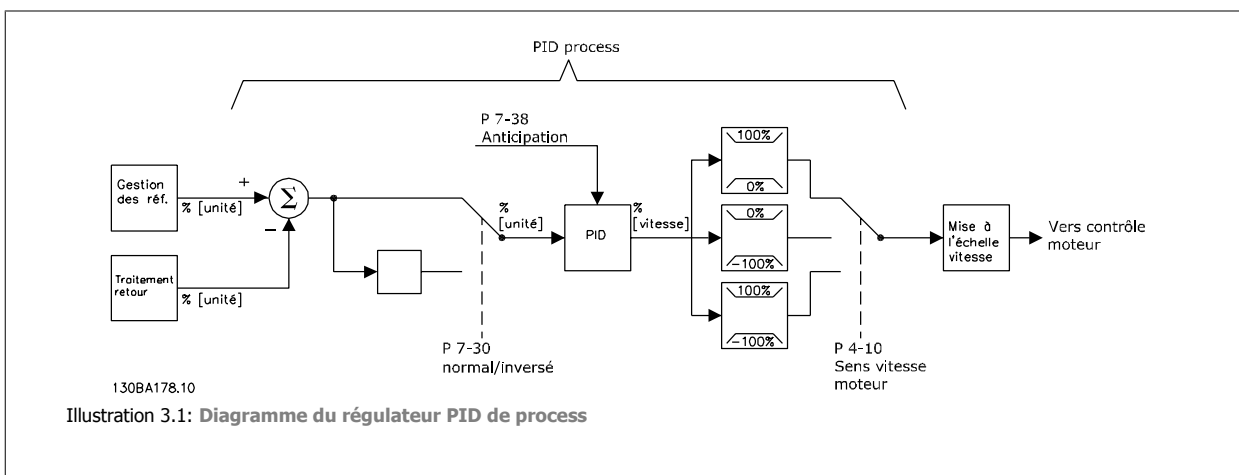 PID process
P 7-38
Anticipation
Gestion
des réf.
+
% [unité]
Σ
−
Traitement
retour
% [unité]
%
[unité]
PID
%
[vitesse]
100%
0%
0%
-100%
100%
-100%
Mise à
l'échelle
vitesse
Vers contrôle
moteur
P 7-30
normal/inversé
P 4-10
Sens vitesse
moteur
130BA178.10
Illustration 3.1: Diagramme du régulateur PID de process